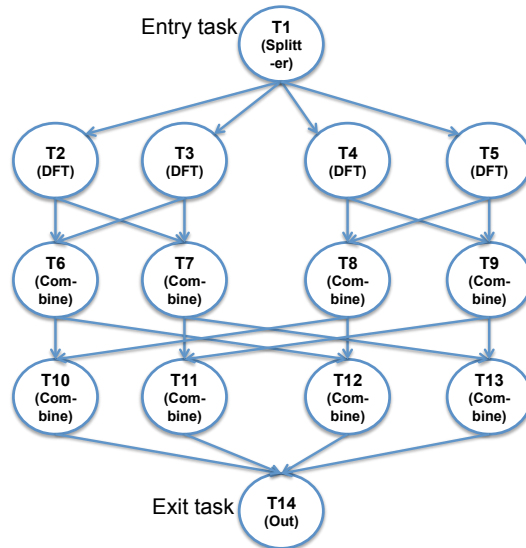 Entry task
T1
(Splitt
-er)
T2
(DFT)
T3
(DFT)
T4
(DFT)
T5
(DFT)
T6
(Com-
bine)
T7
(Com-
bine)
T8
(Com-
bine)
T9
(Com-
bine)
T10
(Com-
bine)
T11
(Com-
bine)
T12
(Com-
bine)
T13
(Com-
bine)
Exit task
T14
(Out)